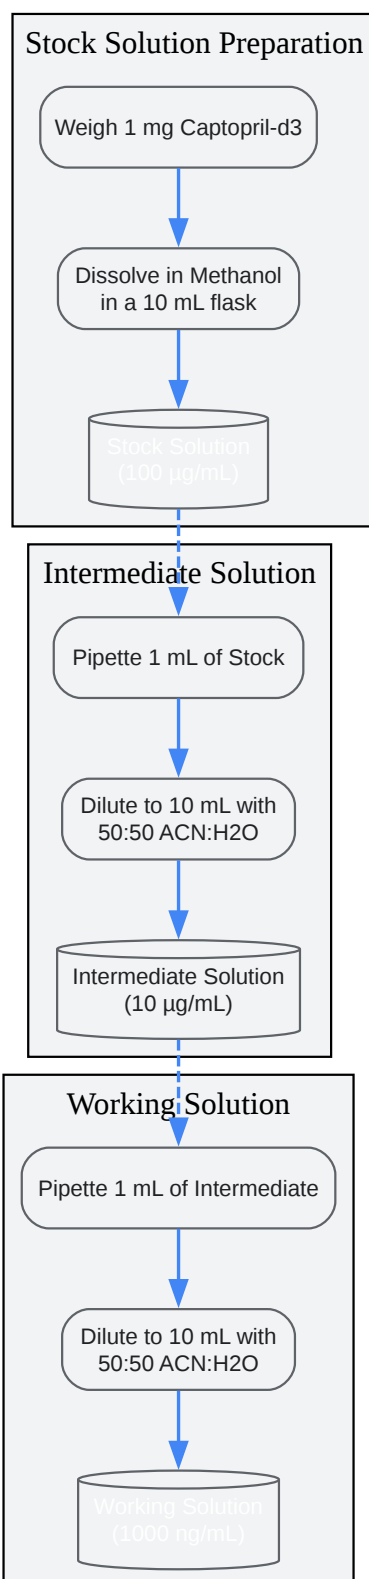 Stock Solution Preparation
Weigh 1 mg Captopril-d3
Dissolve in Methanol
in a 10 mL flask
Stock Solution
(100 µg/mL)
Intermediate Solution
Pipette 1 mL of Stock
Dilute to 10 mL with
50:50 ACN:H2O
Intermediate Solution
(10 µg/mL)
Working Solution
Pipette 1 mL of Intermediate
Dilute to 10 mL with
50:50 ACN:H2O
Working Solution
(1000 ng/mL)